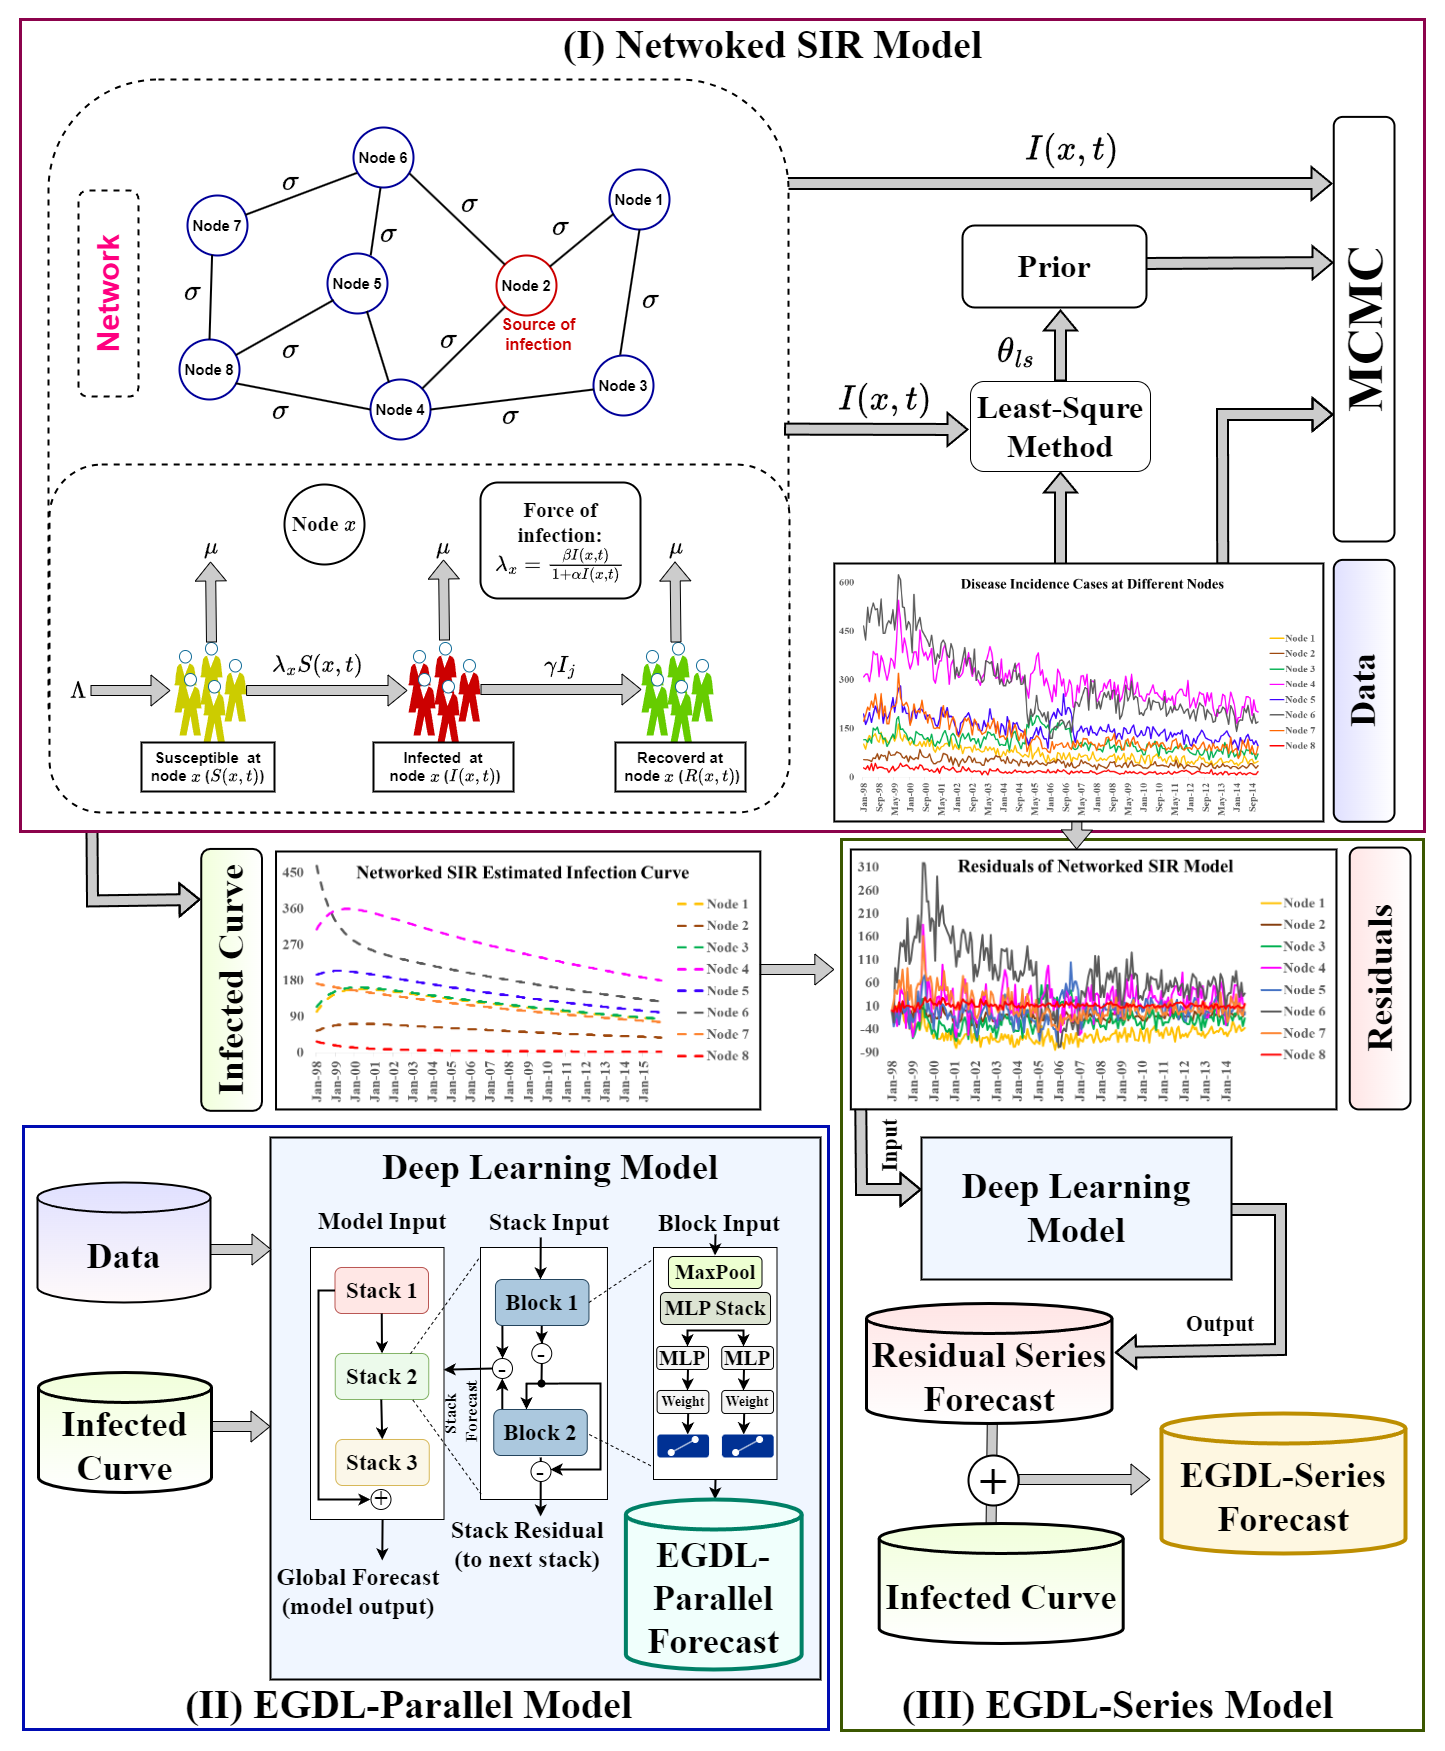 (I) Netwoked SIR Model
Network
Node 6
Node 1
Node 7
Node 5
Node 2
Source of
infection
Node 8
Node 4
Node 3
σ
σ
σ
σ
σ
σ
σ
σ
σ
σ
I(x, t)
Prior
θ_ls
I(x, t)
Least-Squre
Method
MCMC
Node x
Force of
infection:
λ_x = βI(x,t) / 1+αI(x,t)
μ
μ
μ
Λ
λ_xS(x, t)
γI_j
Susceptible at
node x (S(x, t))
Infected at
node x (I(x, t))
Recoverd at
node x (R(x, t))
Disease Incidence Cases at Different Nodes
600
450
300
150
0
Node 1
Node 2
Node 3
Node 4
Node 5
Node 6
Node 7
Node 8
Jan-98
Sep-98
May-99
Jan-00
Sep-00
May-01
Jan-02
Sep-02
May-03
Jan-04
Sep-04
May-05
Jan-06
Sep-06
May-07
Jan-08
Sep-08
May-09
Jan-10
Sep-10
May-11
Jan-12
Sep-12
May-13
Jan-14
Sep-14
Data
Infected Curve
Networked SIR Estimated Infection Curve
450
360
270
180
90
0
Node 1
Node 2
Node 3
Node 4
Node 5
Node 6
Node 7
Node 8
Jan-98
Jan-99
Jan-00
Jan-01
Jan-02
Jan-03
Jan-04
Jan-05
Jan-06
Jan-07
Jan-08
Jan-09
Jan-10
Jan-11
Jan-12
Jan-13
Jan-14
Jan-15
Residuals of Networked SIR Model
310
260
210
160
110
60
10
-40
-90
Node 1
Node 2
Node 3
Node 4
Node 5
Node 6
Node 7
Node 8
Jan-98
Jan-99
Jan-00
Jan-01
Jan-02
Jan-03
Jan-04
Jan-05
Jan-06
Jan-07
Jan-08
Jan-09
Jan-10
Jan-11
Jan-12
Jan-13
Jan-14
Residuals
Data
Infected
Curve
Deep Learning Model
Model Input
Stack 1
Stack 2
Stack 3
+
Global Forecast
(model output)
Stack Input
Block 1
-
-
Stack
Forecast
Block 2
-
Stack Residual
(to next stack)
Block Input
MaxPool
MLP Stack
MLP
MLP
Weight
Weight
EGDL-
Parallel
Forecast
(II) EGDL-Parallel Model
Input
Deep Learning
Model
Output
Residual Series
Forecast
+
EGDL-Series
Forecast
Infected Curve
(III) EGDL-Series Model